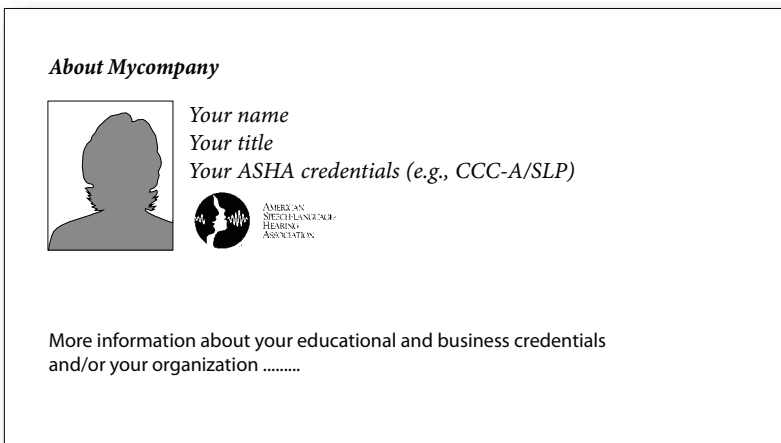 About Mycompany
Your name
Your title
Your ASHA credentials (e.g., CCC-A/SLP)
AMERICAN
SPEECH-LANGUAGE-
HEARING
ASSOCIATION
More information about your educational and business credentials
and/or your organization .........